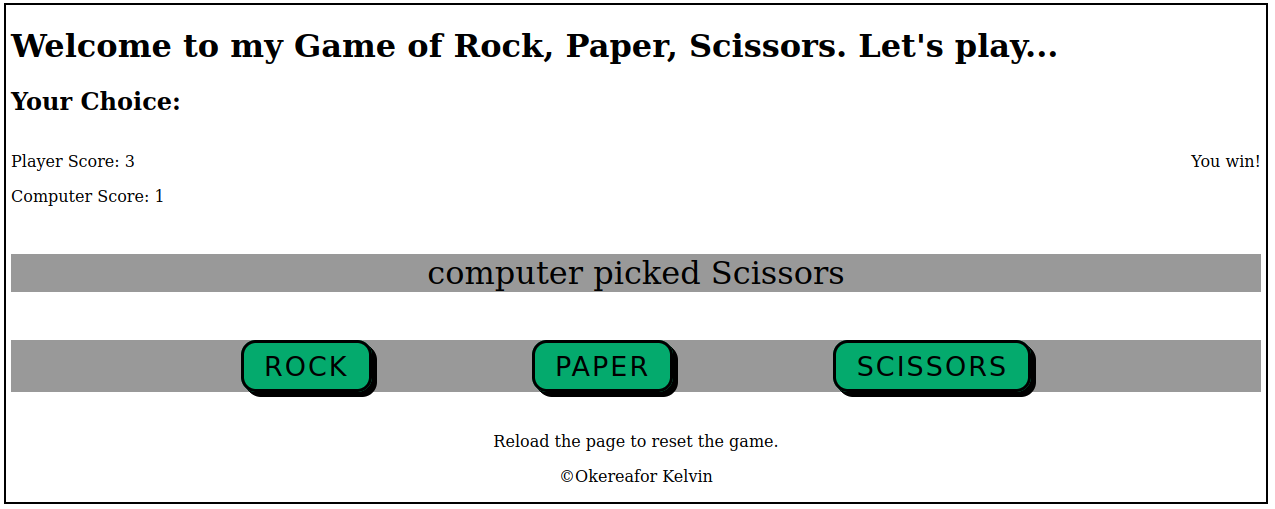 Welcome to my Game of Rock, Paper, Scissors. Let's play...
Your Choice:
Player Score: 3
You win!
Computer Score: 1
computer picked Scissors
ROCK
PAPER
SCISSORS
Reload the page to reset the game.
©Okereafor Kelvin